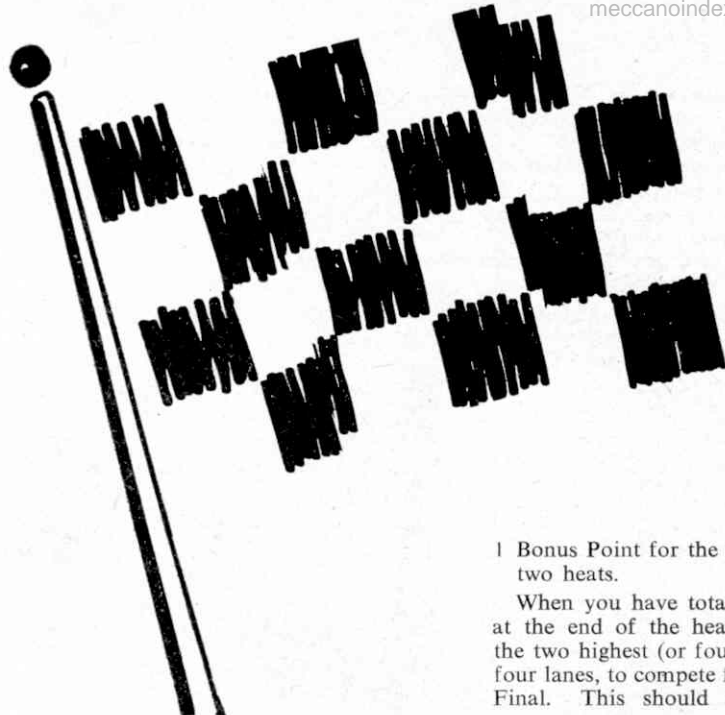 meccanoindex
1 Bonus Point for the
two heats.
When you have tota
at the end of the hea
the two highest (or fou
four lanes, to compete f
Final. This should